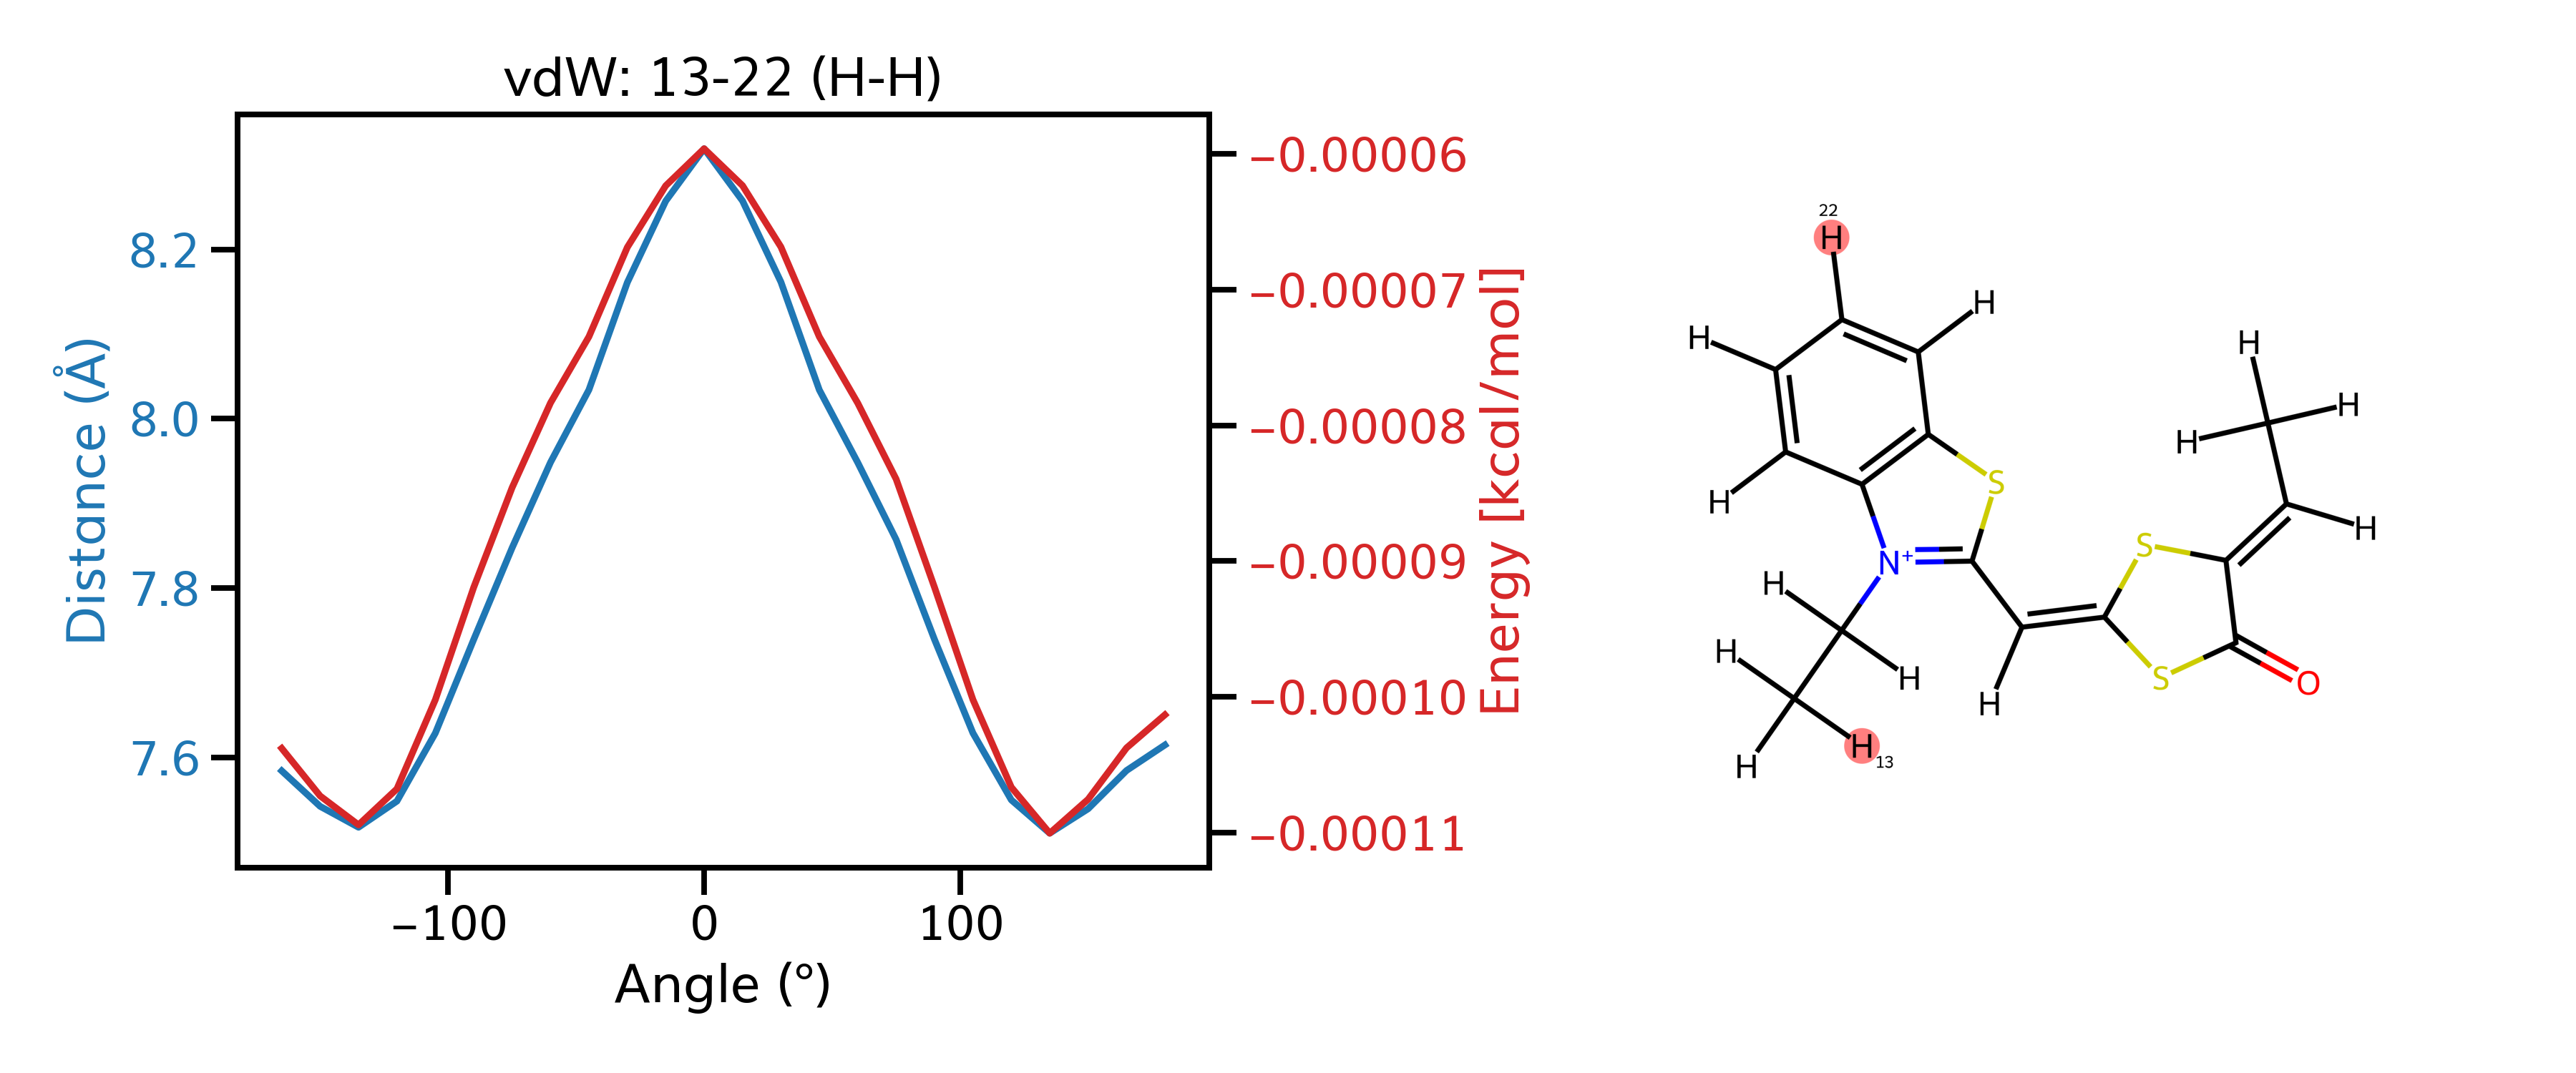 vdW: 13-22 (H-H)
8.2
8.0
7.8
7.6
Distance (Å)
−100
0
100
Angle (°)
−0.00006
−0.00007
−0.00008
−0.00009
−0.00010
−0.00011
Energy [kcal/mol]
22
H
H
H
H
H
H
H
S
H
H
S
N⁺
H
H
H
S
O
H
H
13
H